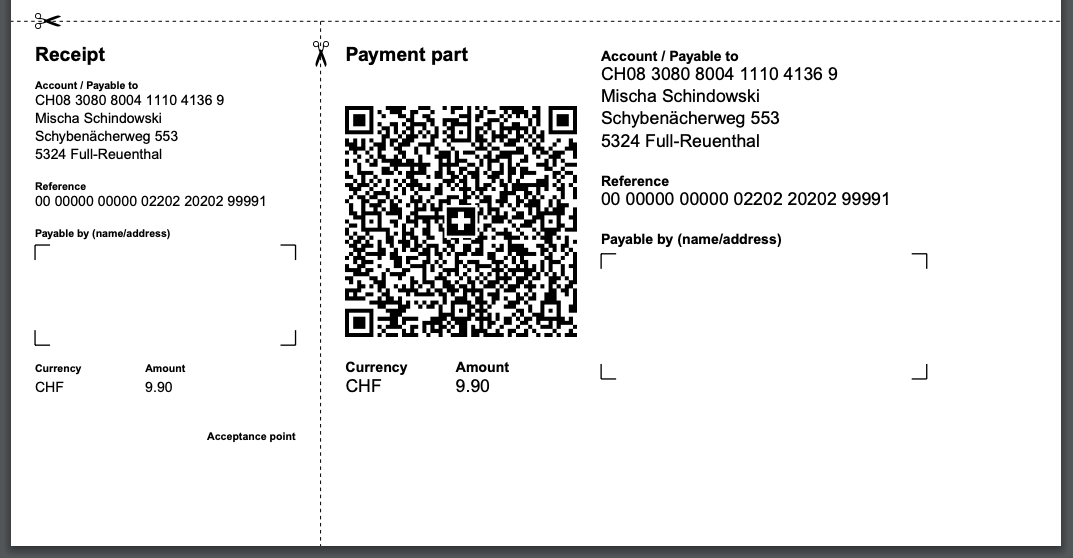 Receipt
Account / Payable to
CH08 3080 8004 1110 4136 9
Mischa Schindowski
Schybenächerweg 553
5324 Full-Reuenthal
Reference
00 00000 00000 02202 20202 99991
Payable by (name/address)
Currency Amount
CHF 9.90
Acceptance point
Payment part
Currency Amount
CHF 9.90
Account / Payable to
CH08 3080 8004 1110 4136 9
Mischa Schindowski
Schybenächerweg 553
5324 Full-Reuenthal
Reference
00 00000 00000 02202 20202 99991
Payable by (name/address)